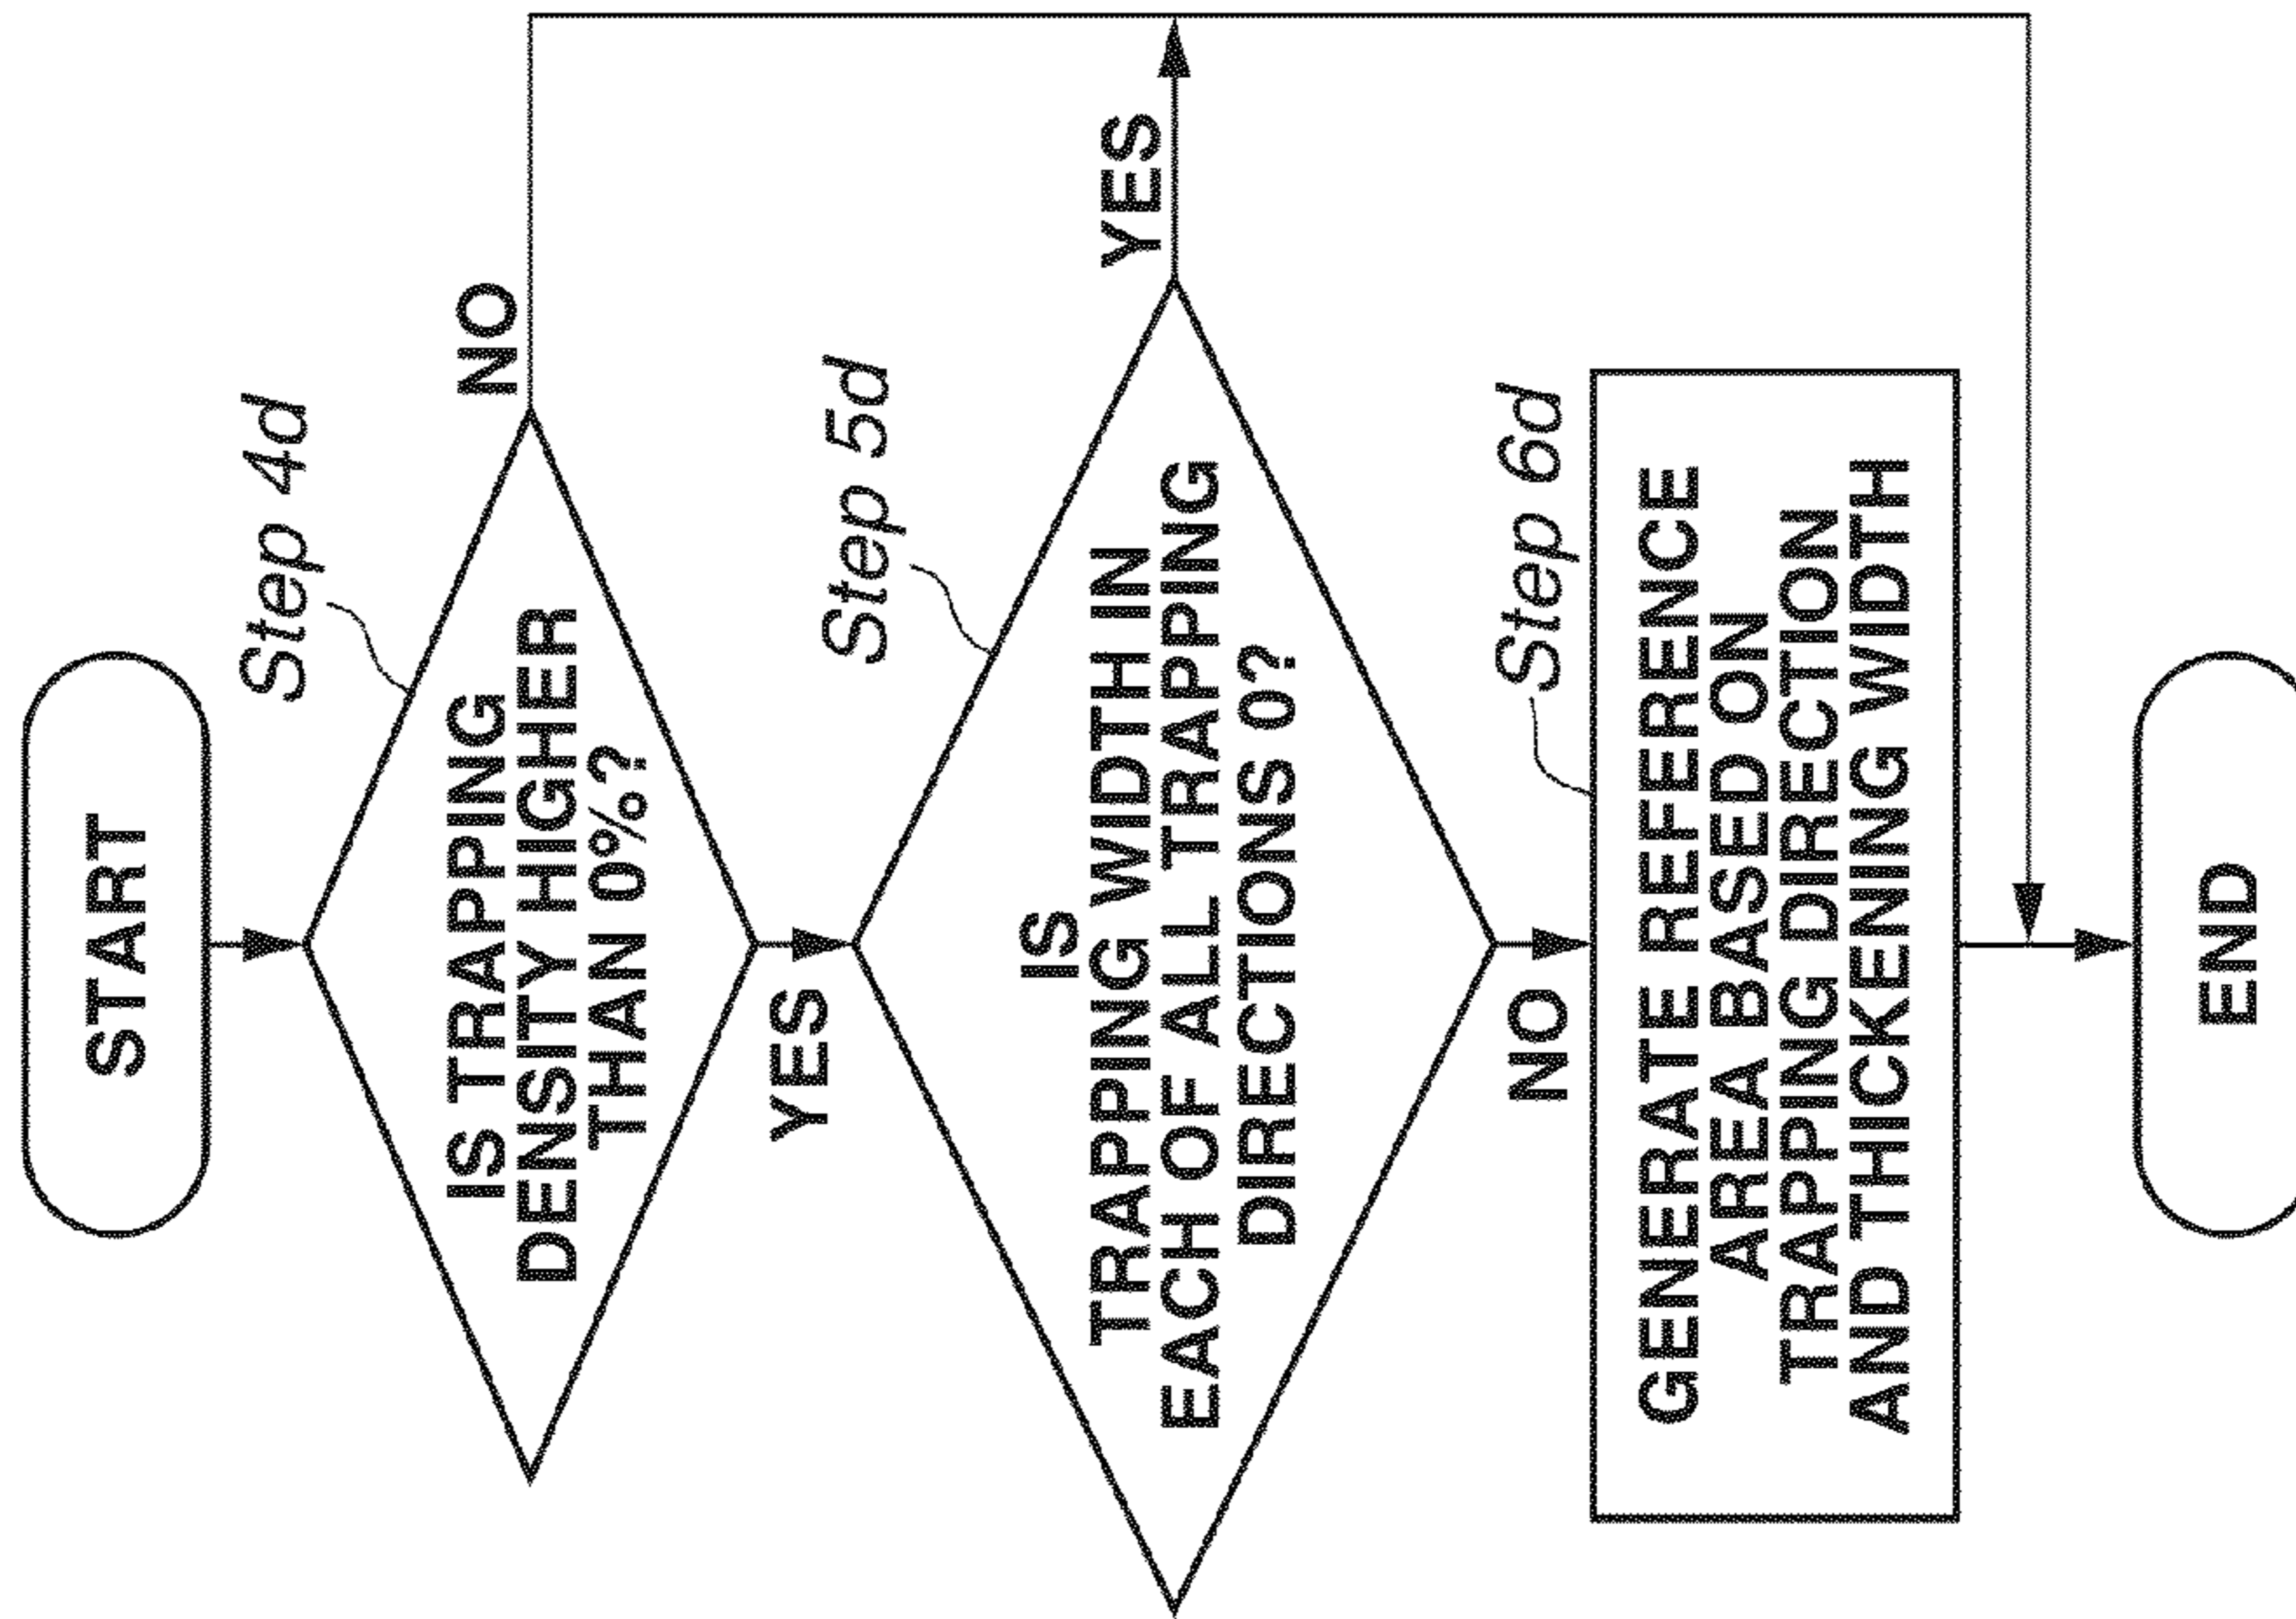 START
Step 4d
IS TRAPPING
DENSITY HIGHER
THAN 0%?
NO
YES
Step 5d
IS
TRAPPING WIDTH IN
EACH OF ALL TRAPPING
DIRECTIONS 0?
YES
NO
Step 6d
GENERATE REFERENCE
AREA BASED ON
TRAPPING DIRECTION
AND THICKENING WIDTH
END